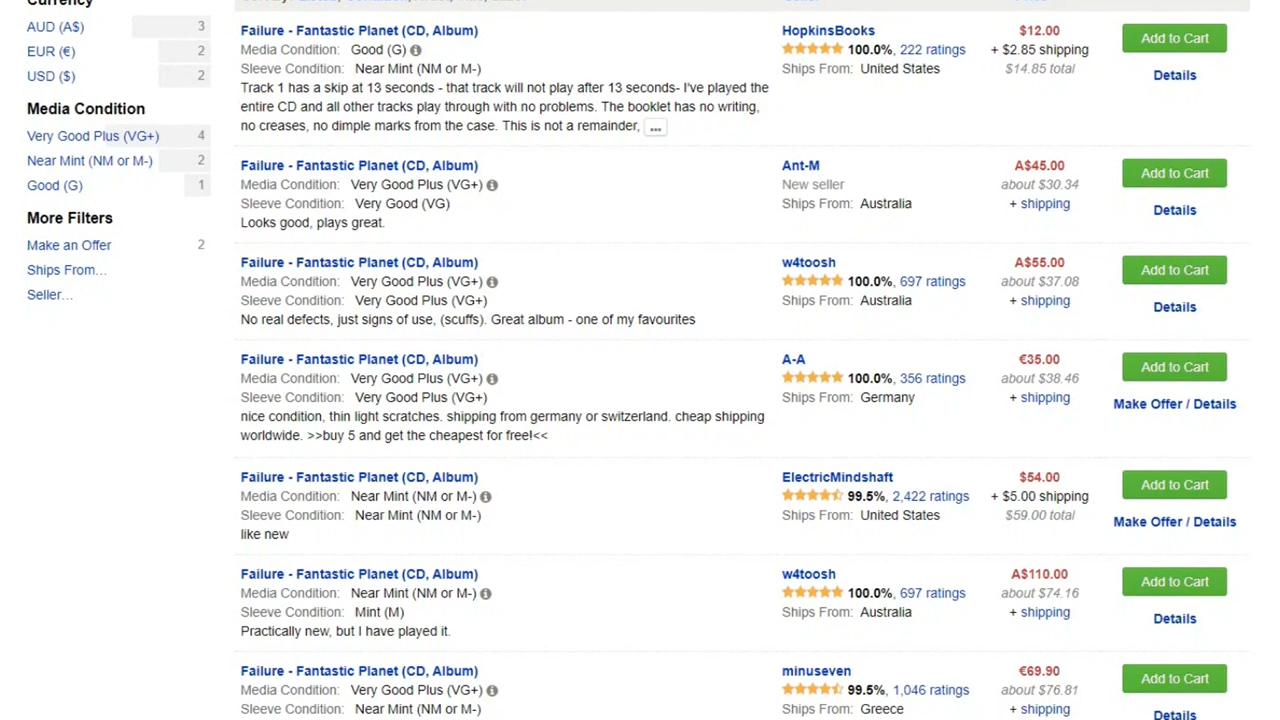 Currency
AUD (A$) 3
EUR (€) 2
USD ($) 2
Media Condition
Very Good Plus (VG+) 4
Near Mint (NM or M-) 2
Good (G) 1
More Filters
Make an Offer 2
Ships From...
Seller...
Failure - Fantastic Planet (CD, Album)
Media Condition: Good (G)
Sleeve Condition: Near Mint (NM or M-)
Track 1 has a skip at 13 seconds - that track will not play after 13 seconds- I've played the
entire CD and all other tracks play through with no problems. The booklet has no writing,
no creases, no dimple marks from the case. This is not a remainder, ...
HopkinsBooks
100.0%, 222 ratings
Ships From: United States
$12.00
+ $2.85 shipping
$14.85 total
Add to Cart
Details
Failure - Fantastic Planet (CD, Album)
Media Condition: Very Good Plus (VG+)
Sleeve Condition: Very Good (VG)
Looks good, plays great.
Ant-M
New seller
Ships From: Australia
A$45.00
about $30.34
+ shipping
Add to Cart
Details
Failure - Fantastic Planet (CD, Album)
Media Condition: Very Good Plus (VG+)
Sleeve Condition: Very Good Plus (VG+)
No real defects, just signs of use, (scuffs). Great album - one of my favourites
w4toosh
100.0%, 697 ratings
Ships From: Australia
A$55.00
about $37.08
+ shipping
Add to Cart
Details
Failure - Fantastic Planet (CD, Album)
Media Condition: Very Good Plus (VG+)
Sleeve Condition: Very Good Plus (VG+)
nice condition, thin light scratches. shipping from germany or switzerland. cheap shipping
worldwide. >>buy 5 and get the cheapest for free!<<
A-A
100.0%, 356 ratings
Ships From: Germany
€35.00
about $38.46
+ shipping
Add to Cart
Make Offer / Details
Failure - Fantastic Planet (CD, Album)
Media Condition: Near Mint (NM or M-)
Sleeve Condition: Near Mint (NM or M-)
like new
ElectricMindshaft
99.5%, 2,422 ratings
Ships From: United States
$54.00
+ $5.00 shipping
$59.00 total
Add to Cart
Make Offer / Details
Failure - Fantastic Planet (CD, Album)
Media Condition: Near Mint (NM or M-)
Sleeve Condition: Mint (M)
Practically new, but I have played it.
w4toosh
100.0%, 697 ratings
Ships From: Australia
A$110.00
about $74.16
+ shipping
Add to Cart
Details
Failure - Fantastic Planet (CD, Album)
Media Condition: Very Good Plus (VG+)
Sleeve Condition: Near Mint (NM or M-)
minuseven
99.5%, 1,046 ratings
Ships From: Greece
€69.90
about $76.81
+ shipping
Add to Cart
Details